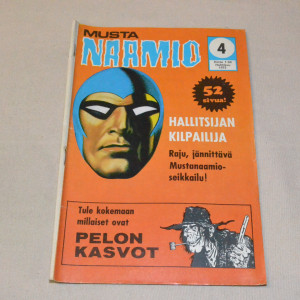 MUSTA
NAAMIO
4
52
sivua!
HALLITSIJAN
KILPAILIJA
Raju, jännittävä
Mustanaamio-
seikkailu!
Tule kokemaan
millaiset ovat
PELON
KASVOT